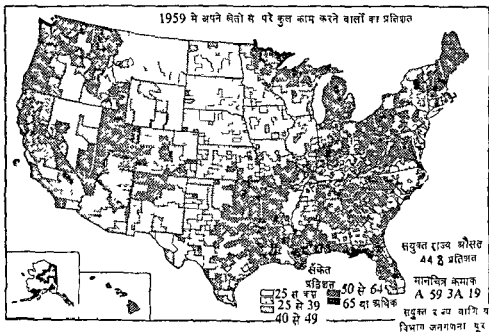 1959 मे अपने खेतो से परे कुल काम करने वालों का प्रतिशत
संयुक्त राज्य औसत
44 8 प्रतिशत
संकेत
प्रतिशत
25 से कम
25 से 39
40 से 49
50 से 64
65 या अधिक
मानचित्र क्रमाक
A 59 3A 19
संयुक्त राज्य वाणि
विभाग जनगणना